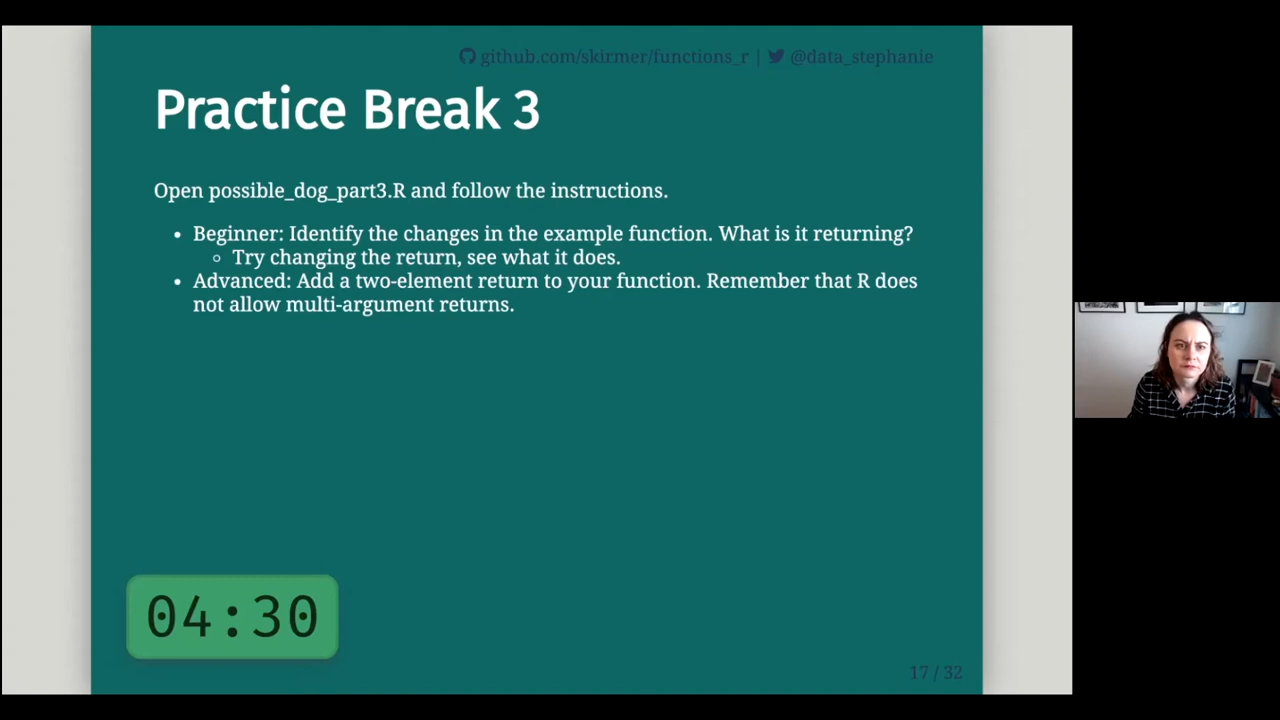 github.com/skirmer/functions_r | @data_stephanie
Practice Break 3
Open possible_dog_part3.R and follow the instructions.
• Beginner: Identify the changes in the example function. What is it returning?
◦ Try changing the return, see what it does.
• Advanced: Add a two-element return to your function. Remember that R does
not allow multi-argument returns.
04:30
17 / 32